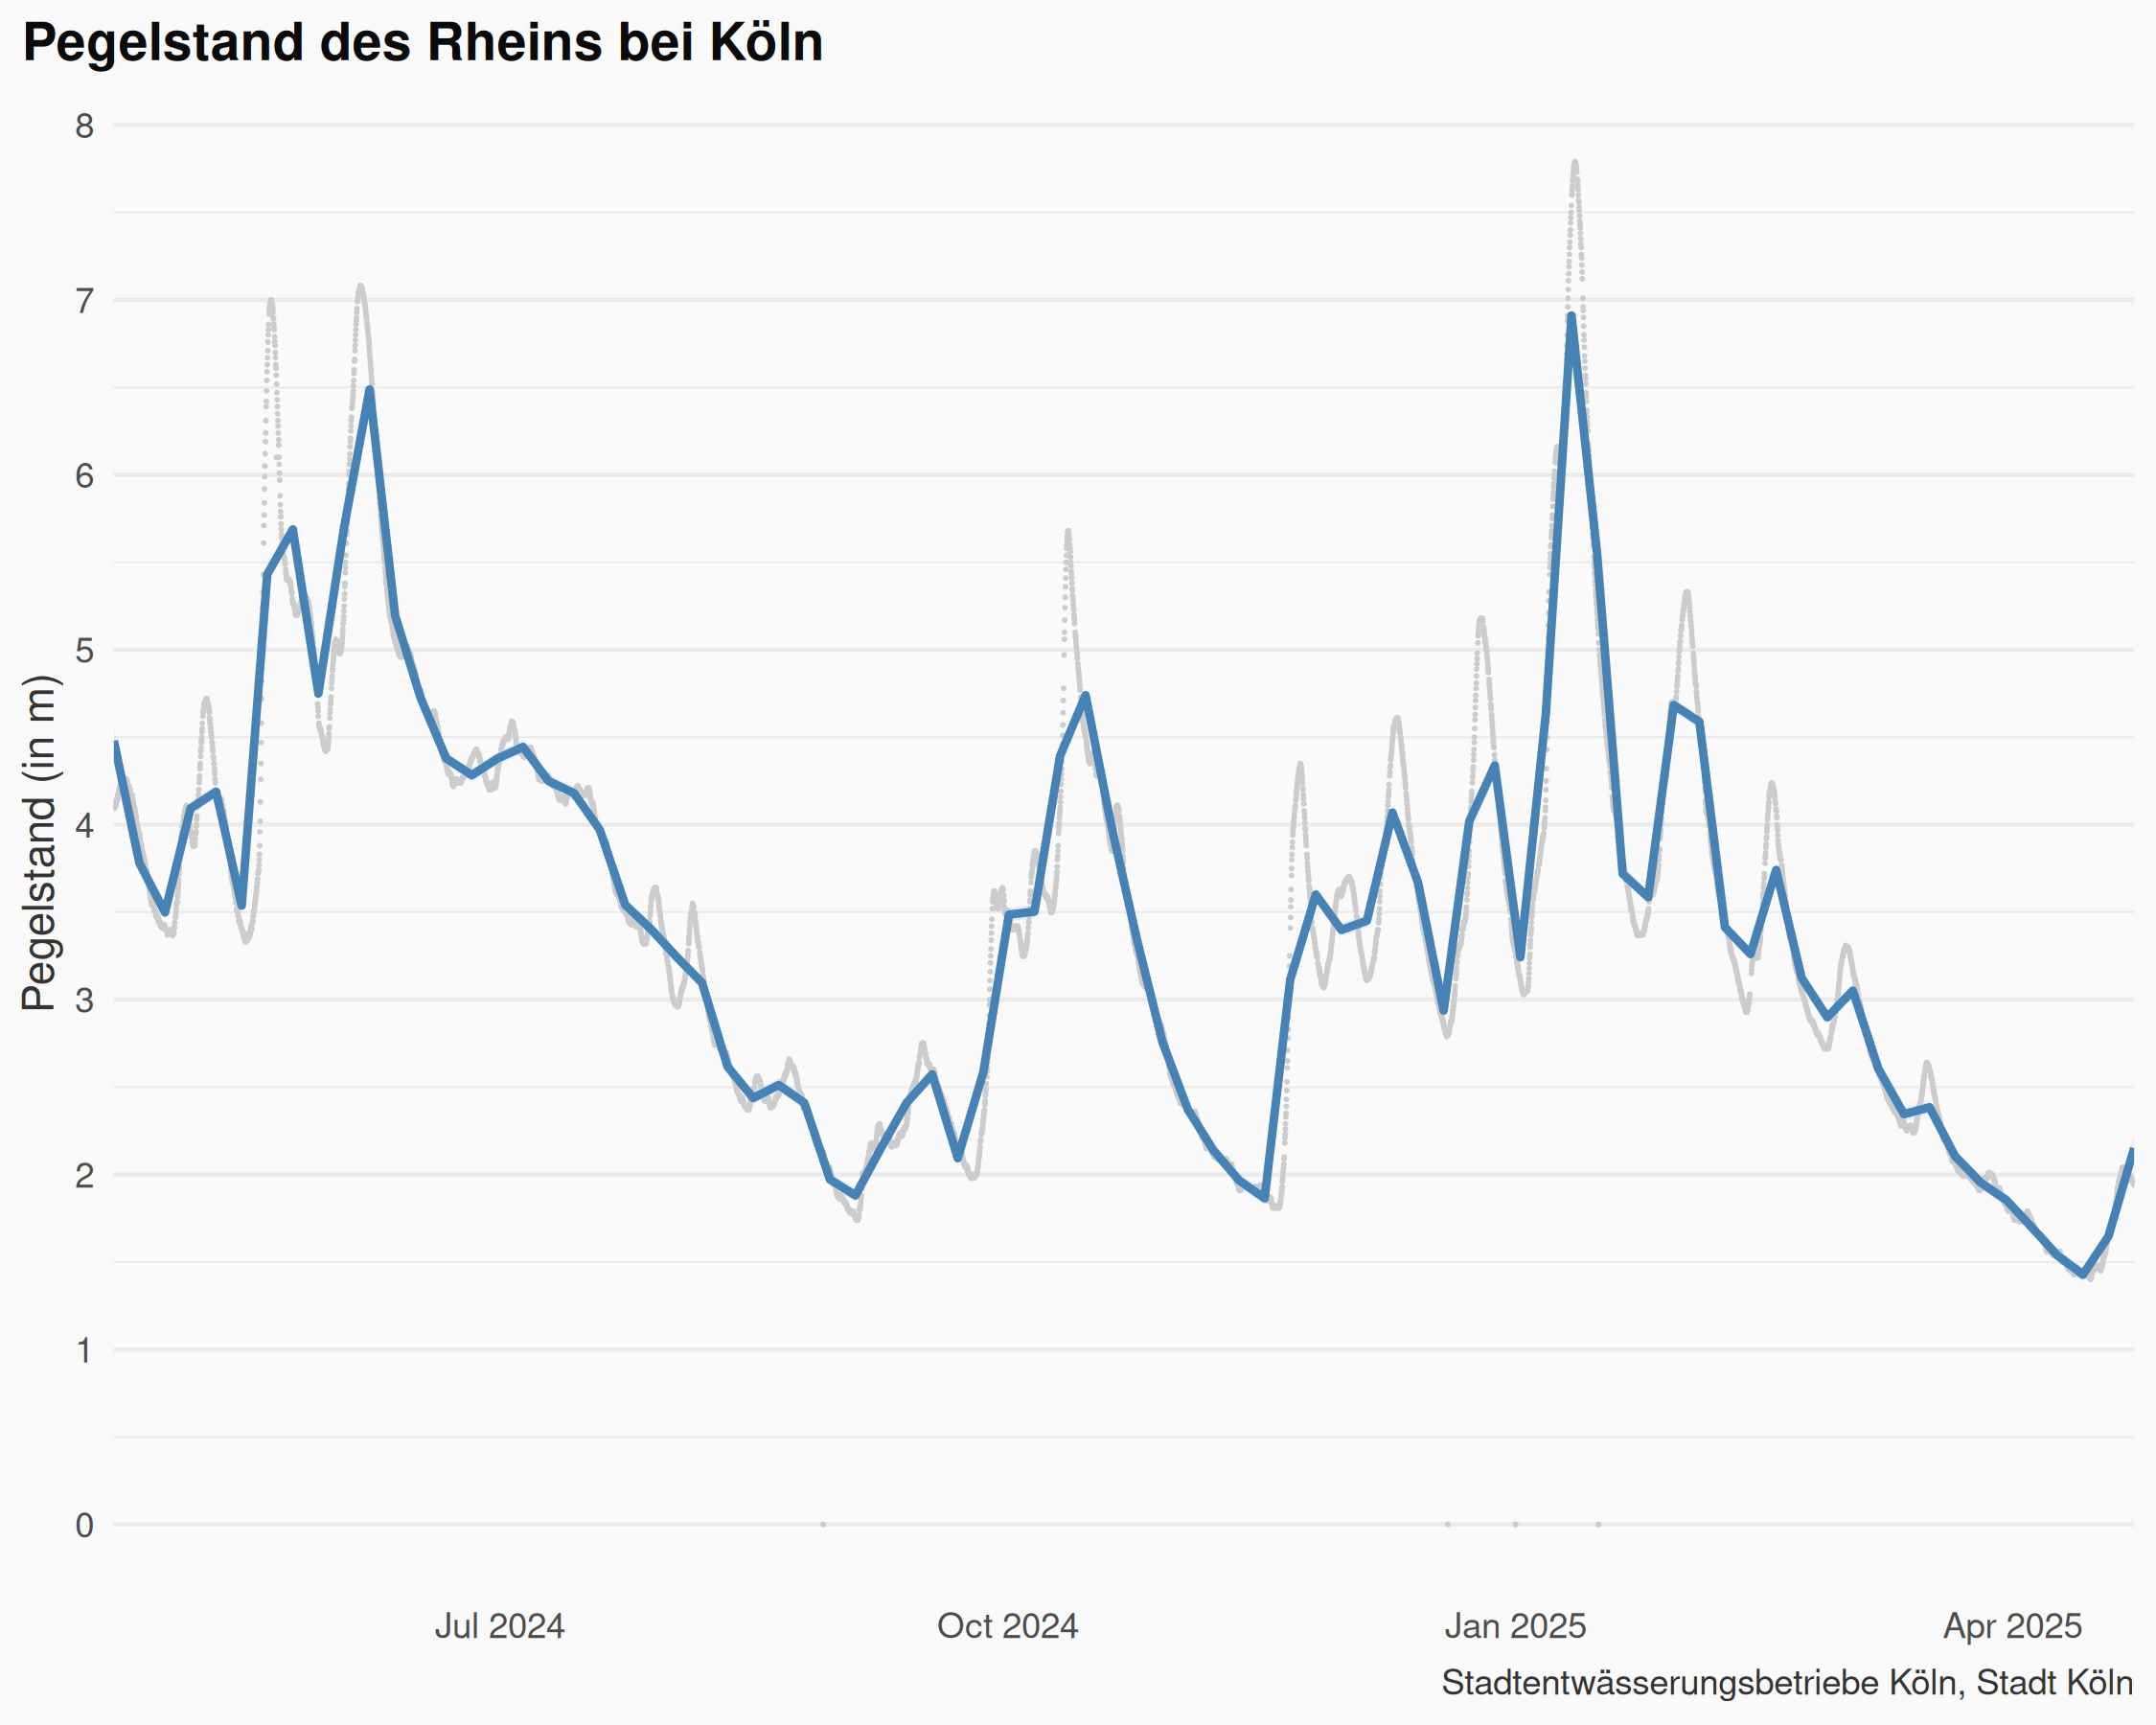 Pegelstand des Rheins bei Köln
Pegelstand (in m)
8
7
6
5
4
3
2
1
0
Jul 2024 Oct 2024 Jan 2025 Apr 2025
Stadtentwässerungsbetriebe Köln, Stadt Köln